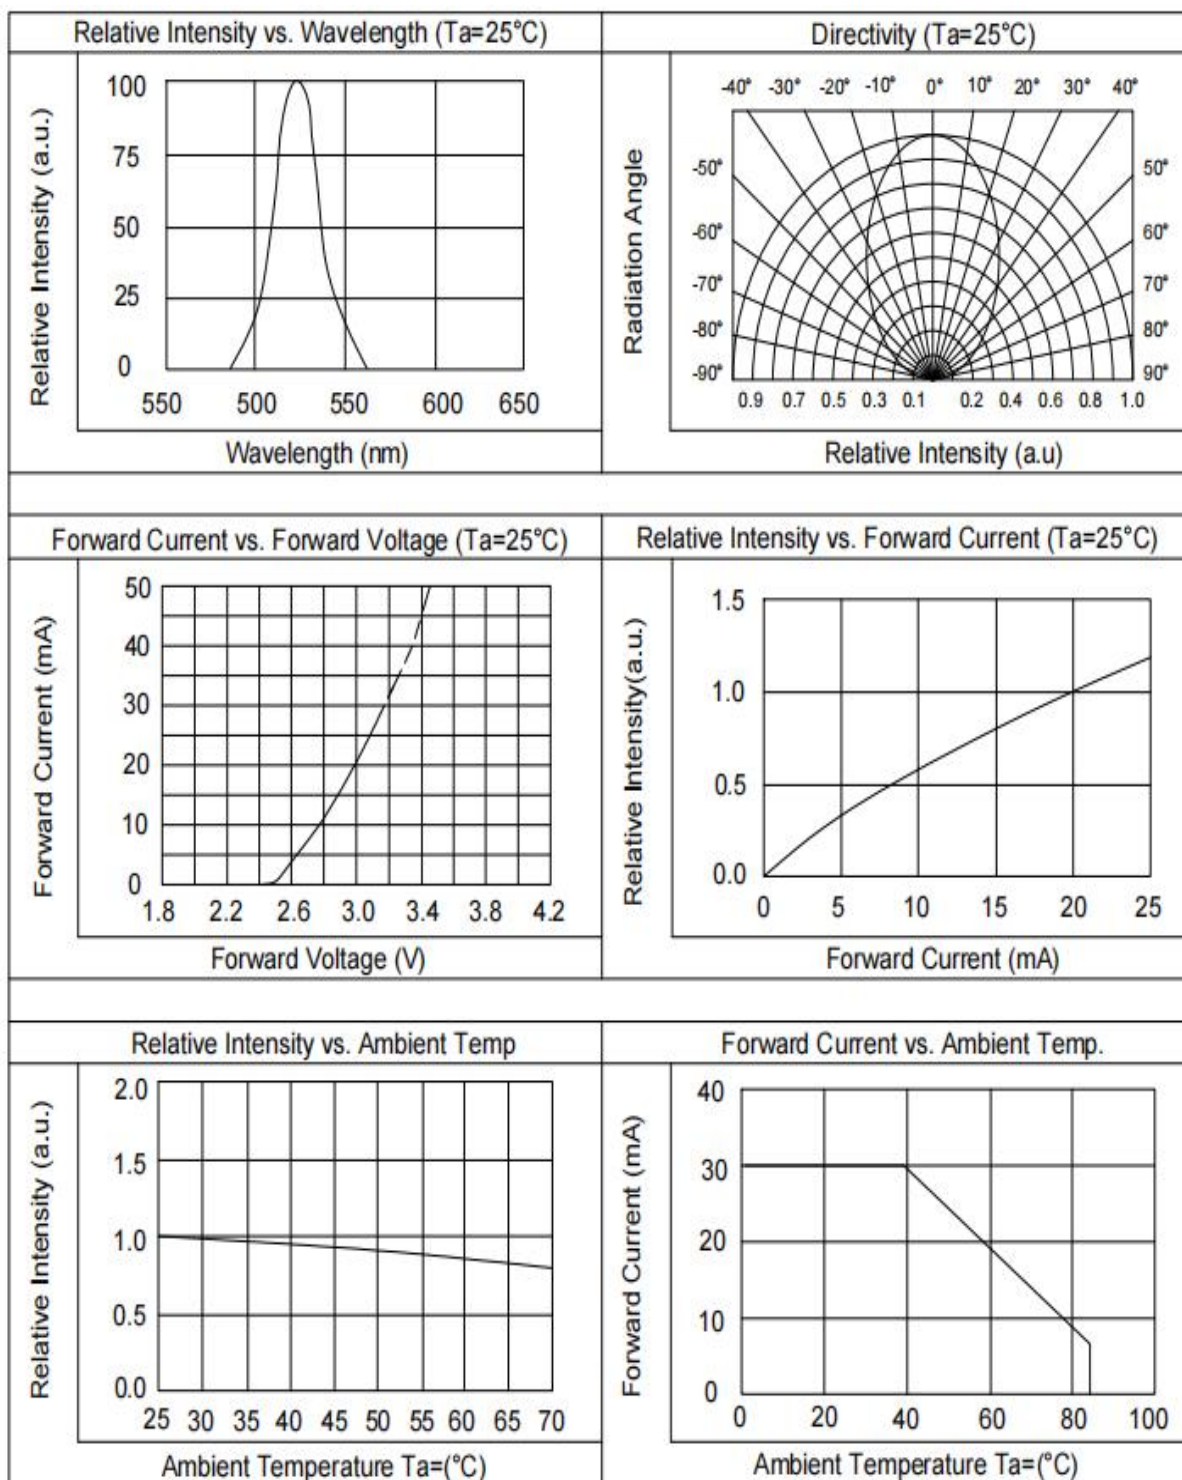 Relative Intensity vs. Wavelength (Ta=25°C)
Relative Intensity (a.u.)
100
75
50
25
0
550 500 550 600 650
Wavelength (nm)
Directivity (Ta=25°C)
Radiation Angle
-40° -30° -20° -10° 0° 10° 20° 30° 40°
-50° 50°
-60° 60°
-70° 70°
-80° 80°
-90° 90°
0.9 0.7 0.5 0.3 0.1 0.2 0.4 0.6 0.8 1.0
Relative Intensity (a.u)
Forward Current vs. Forward Voltage (Ta=25°C)
Forward Current (mA)
50
40
30
20
10
0
1.8 2.2 2.6 3.0 3.4 3.8 4.2
Forward Voltage (V)
Relative Intensity vs. Forward Current (Ta=25°C)
Relative Intensity(a.u.)
1.5
1.0
0.5
0.0
0 5 10 15 20 25
Forward Current (mA)
Relative Intensity vs. Ambient Temp
Relative Intensity (a.u.)
2.0
1.5
1.0
0.5
0.0
25 30 35 40 45 50 55 60 65 70
Ambient Temperature Ta=(°C)
Forward Current vs. Ambient Temp.
Forward Current (mA)
40
30
20
10
0
0 20 40 60 80 100
Ambient Temperature Ta=(°C)